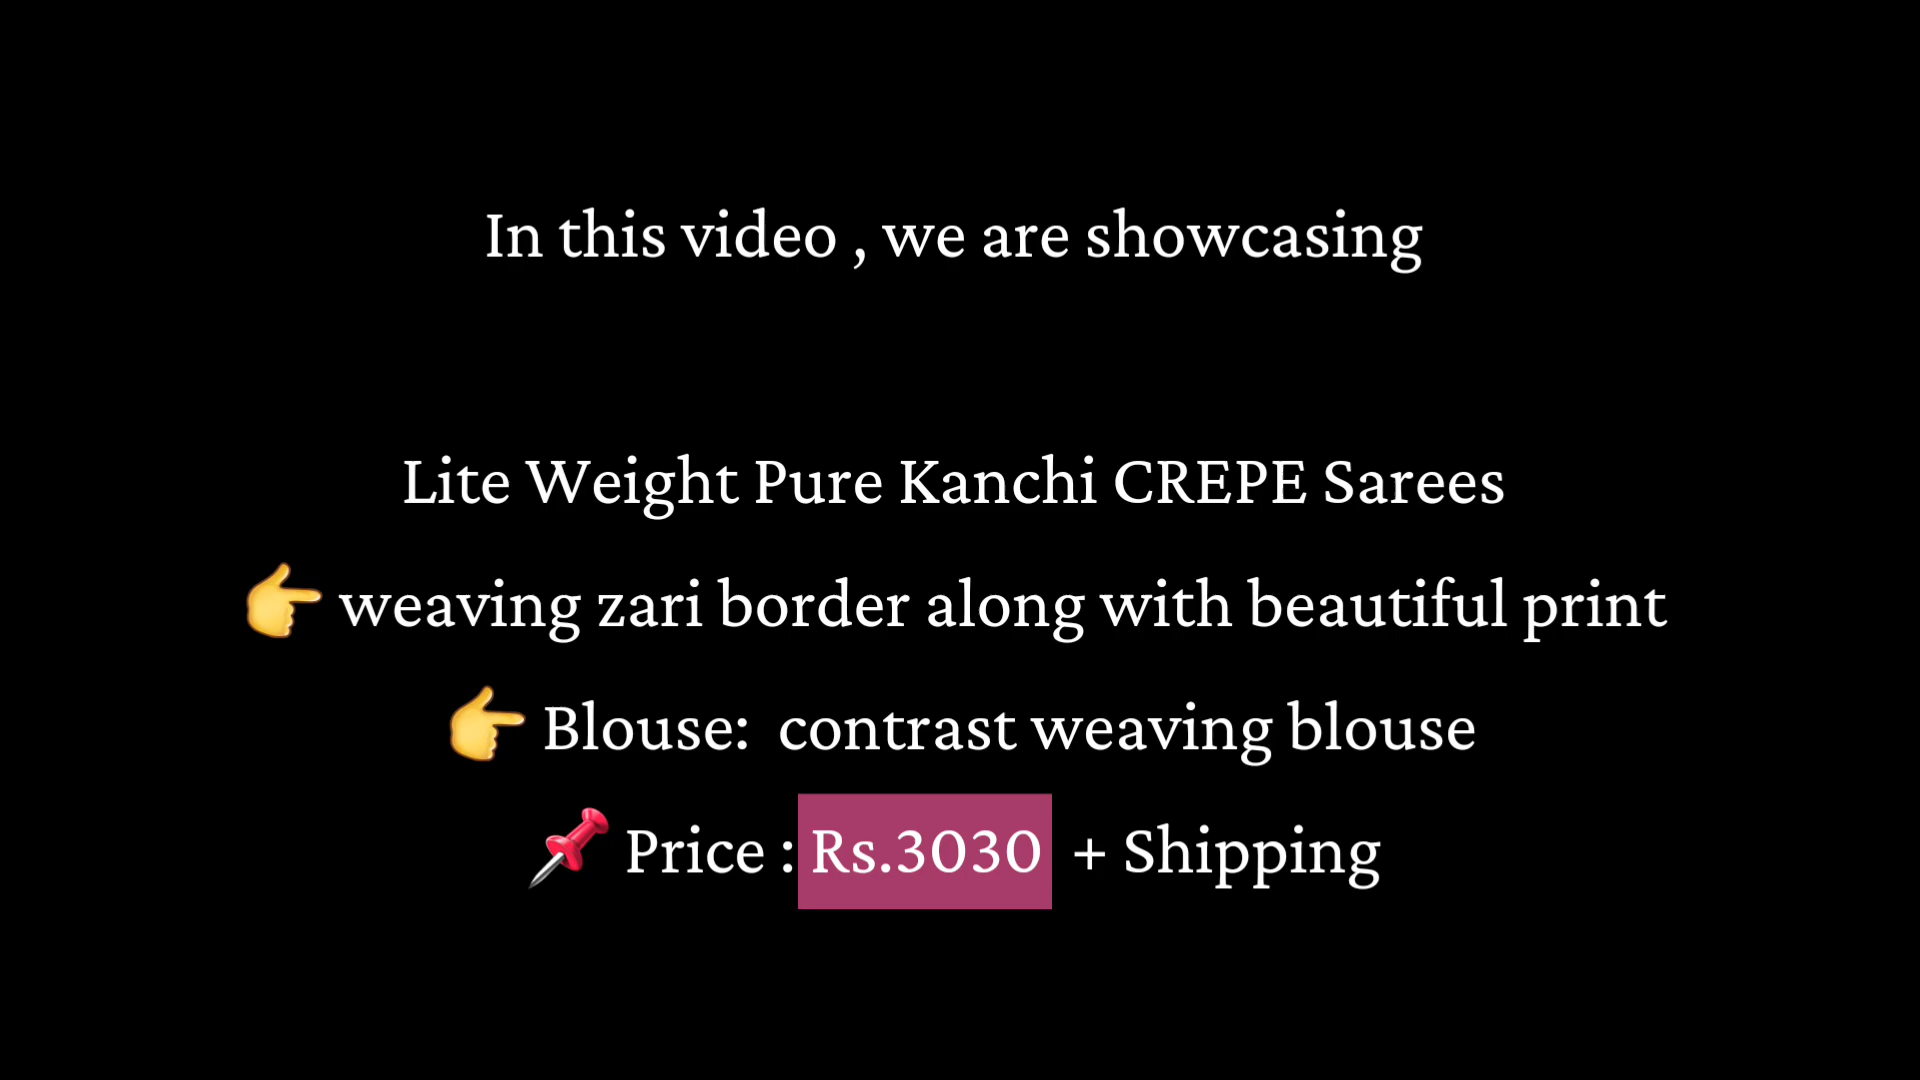 In this video , we are showcasing
Lite Weight Pure Kanchi CREPE Sarees
👉 weaving zari border along with beautiful print
👉 Blouse:  contrast weaving blouse
📌 Price : Rs.3030  + Shipping